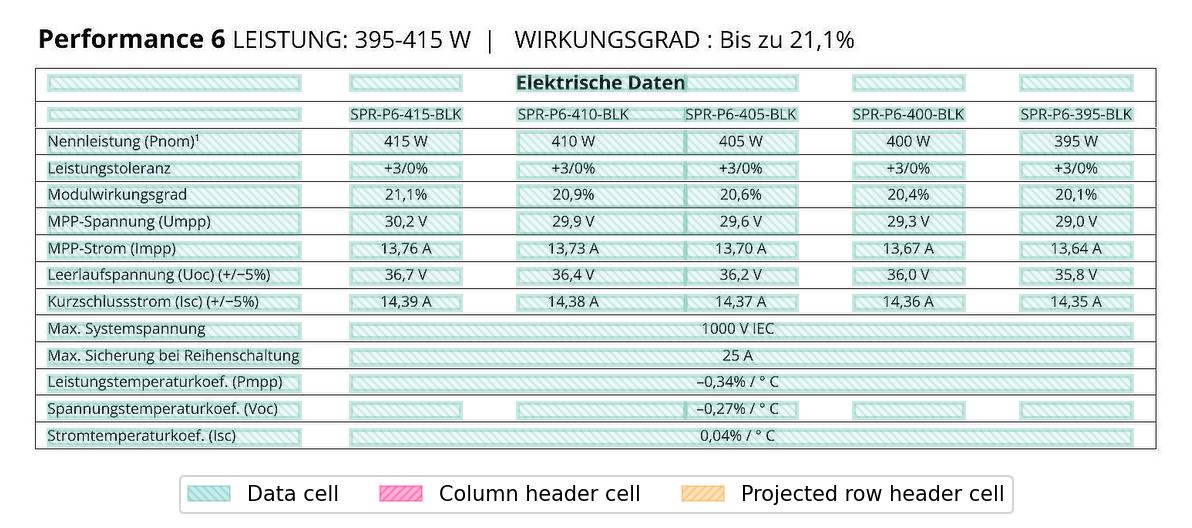 Performance 6 LEISTUNG: 395-415 W | WIRKUNGSGRAD : Bis zu 21,1%
Elektrische Daten
SPR-P6-415-BLK SPR-P6-410-BLK SPR-P6-405-BLK SPR-P6-400-BLK SPR-P6-395-BLK
Nennleistung (Pnom)¹ 415 W 410 W 405 W 400 W 395 W
Leistungstoleranz +3/0% +3/0% +3/0% +3/0% +3/0%
Modulwirkungsgrad 21,1% 20,9% 20,6% 20,4% 20,1%
MPP-Spannung (Umpp) 30,2 V 29,9 V 29,6 V 29,3 V 29,0 V
MPP-Strom (Impp) 13,76 A 13,73 A 13,70 A 13,67 A 13,64 A
Leerlaufspannung (Uoc) (+/−5%) 36,7 V 36,4 V 36,2 V 36,0 V 35,8 V
Kurzschlussstrom (Isc) (+/−5%) 14,39 A 14,38 A 14,37 A 14,36 A 14,35 A
Max. Systemspannung 1000 V IEC
Max. Sicherung bei Reihenschaltung 25 A
Leistungstemperaturkoef. (Pmpp) −0,34% / ° C
Spannungstemperaturkoef. (Voc) −0,27% / ° C
Stromtemperaturkoef. (Isc) 0,04% / ° C
Data cell Column header cell Projected row header cell